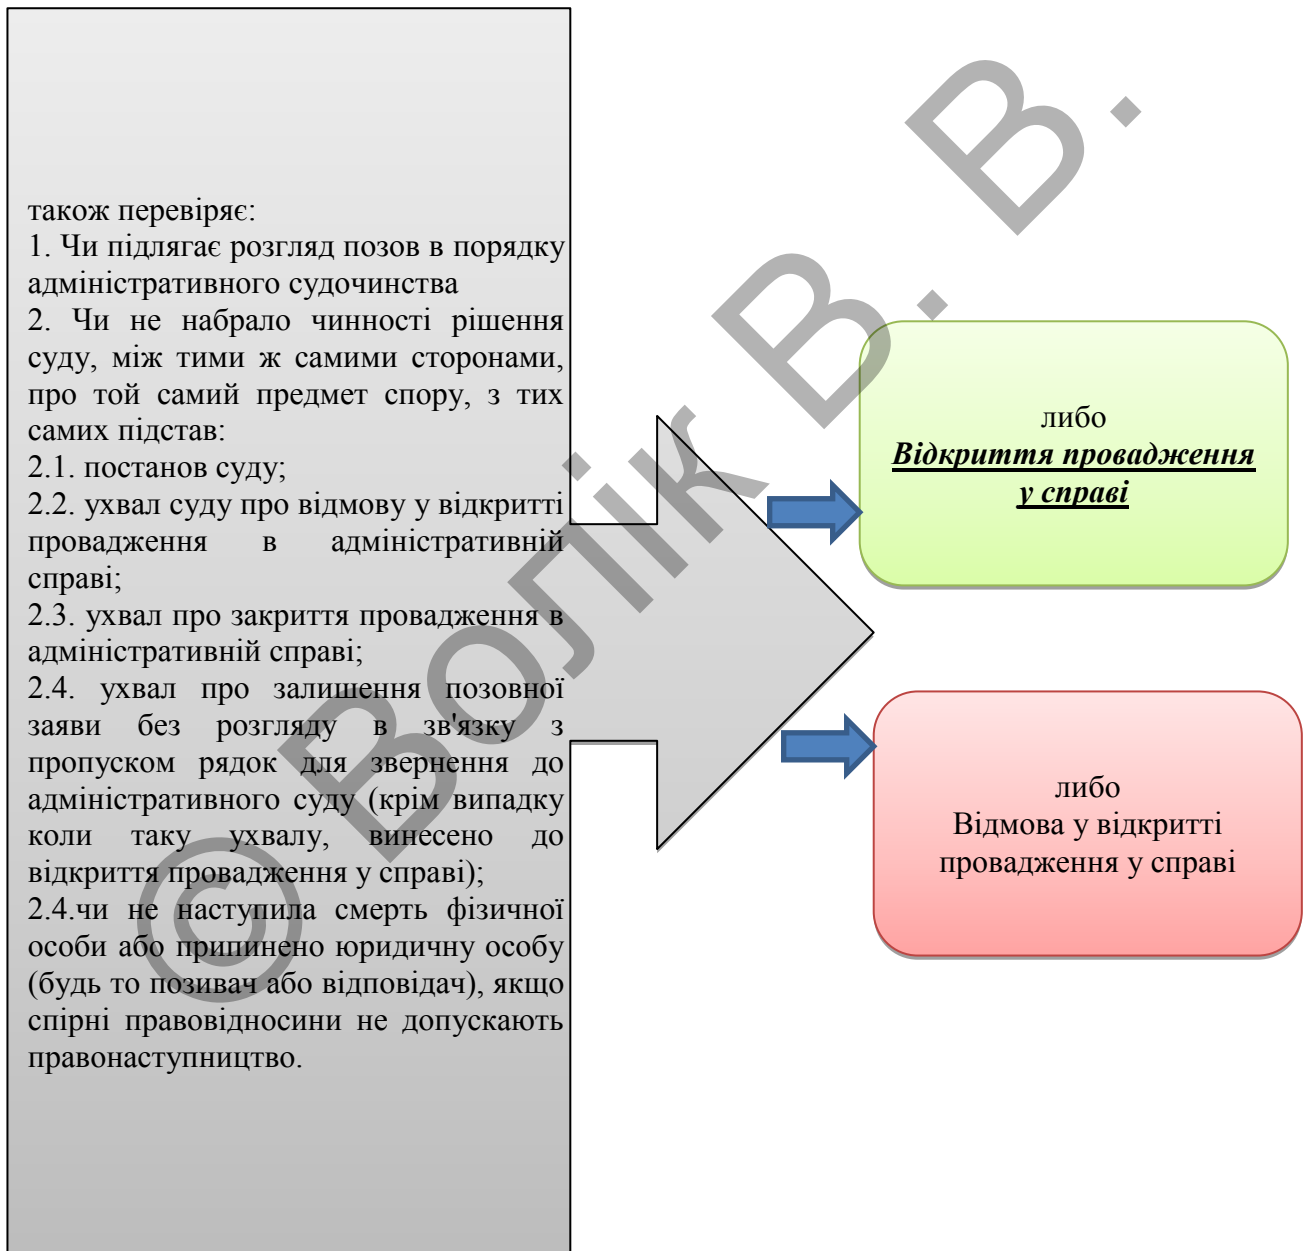 також перевіряє:
1. Чи підлягає розгляд позов в порядку
адміністративного судочинства
2. Чи не набрало чинності рішення
суду, між тими ж самими сторонами,
про той самий предмет спору, з тих
самих підстав:
2.1. постанов суду;
2.2. ухвал суду про відмову у відкритті
провадження в адміністративній
справі;
2.3. ухвал про закриття провадження в
адміністративній справі;
2.4. ухвал про залишення позовної
заяви без розгляду в зв'язку з
пропуском рядок для звернення до
адміністративного суду (крім випадку
коли таку ухвалу, винесено до
відкриття провадження у справі);
2.4.чи не наступила смерть фізичної
особи або припинено юридичну особу
(будь то позивач або відповідач), якщо
спірні правовідносини не допускають
правонаступництво.
либо
Відкриття провадження
у справі
либо
Відмова у відкритті
провадження у справі
© Волік В. В.